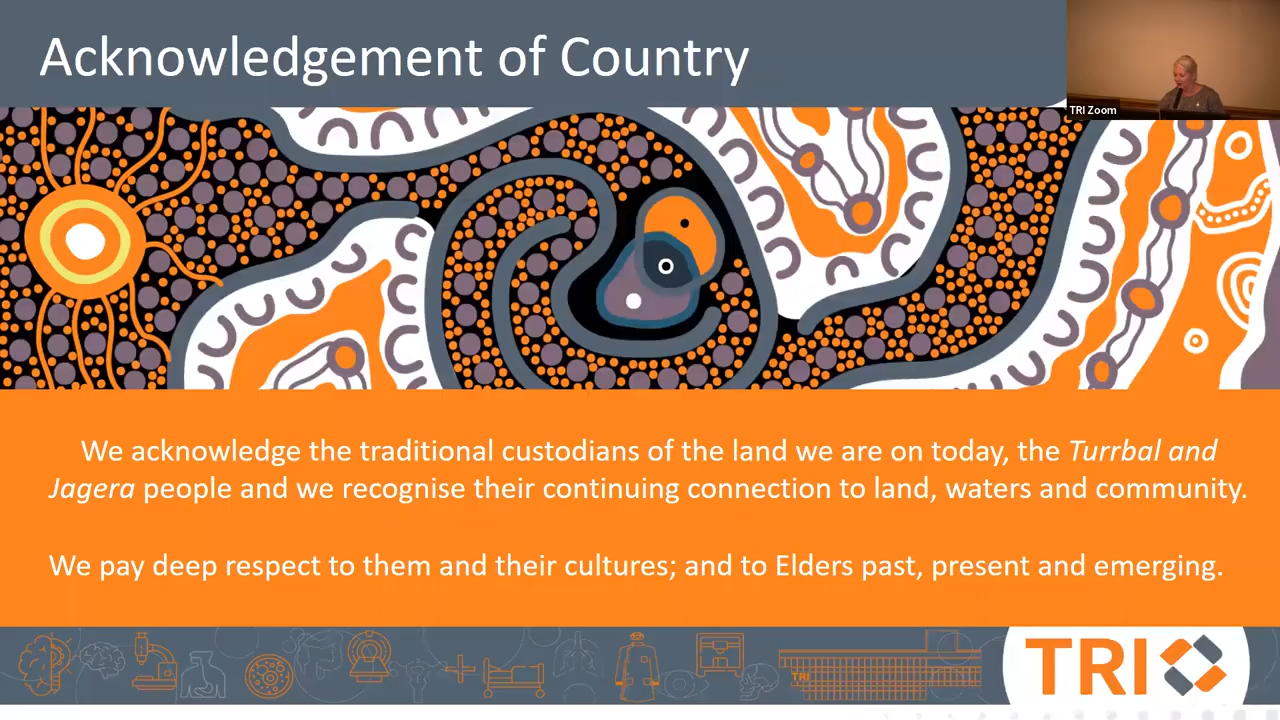 Acknowledgement of Country
TRI Zoom
We acknowledge the traditional custodians of the land we are on today, the Turrbal and
Jagera people and we recognise their continuing connection to land, waters and community.
We pay deep respect to them and their cultures; and to Elders past, present and emerging.
TRI
TRI